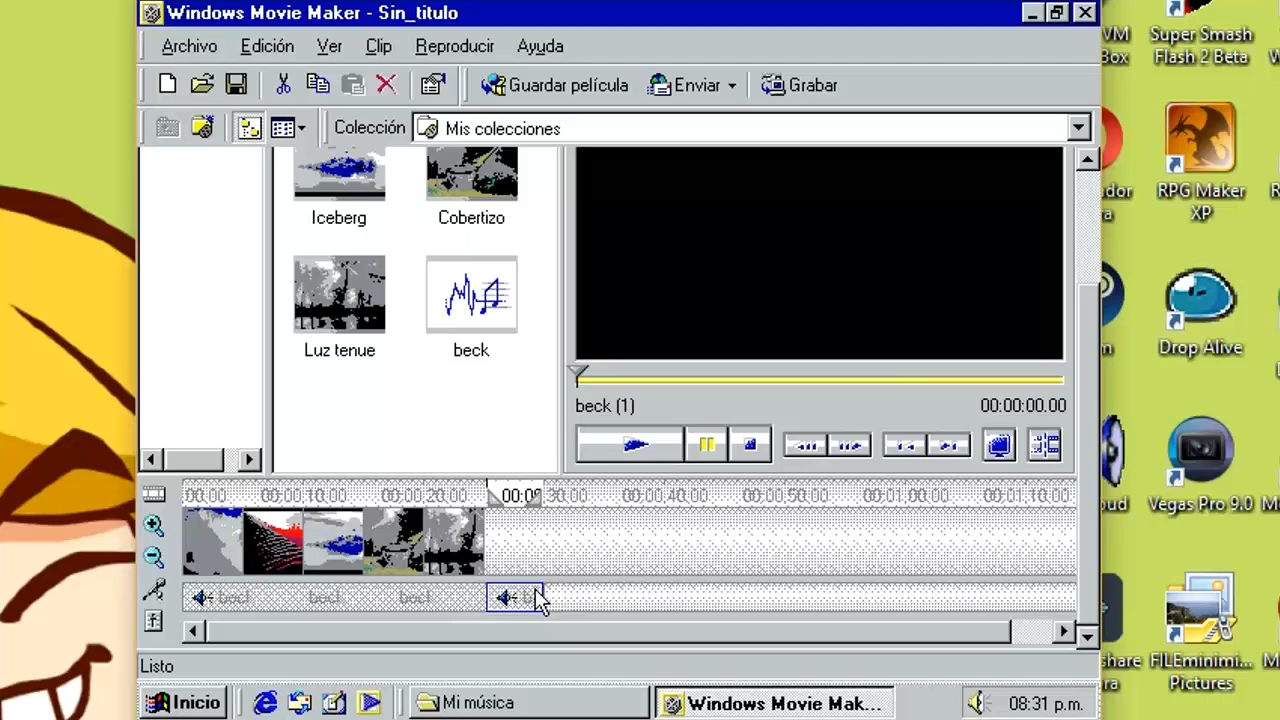 Windows Movie Maker - Sin_titulo
Archivo Edición Ver Clip Reproducir Ayuda
Guardar película Enviar Grabar
Colección Mis colecciones
Iceberg Cobertizo
Luz tenue beck
beck (1) 00:00:00.00
00:00:10.00 00:00:20.00 30.00 00:00:40.00 00:00:50.00 00:01:00.00 00:01:10.00
Listo
Inicio Mi música Windows Movie Mak... 08:31 p.m.
Super Smash
Flash 2 Beta
RPG Maker
XP
Drop Alive
Vegas Pro 9.0
FILEminimi...
Pictures